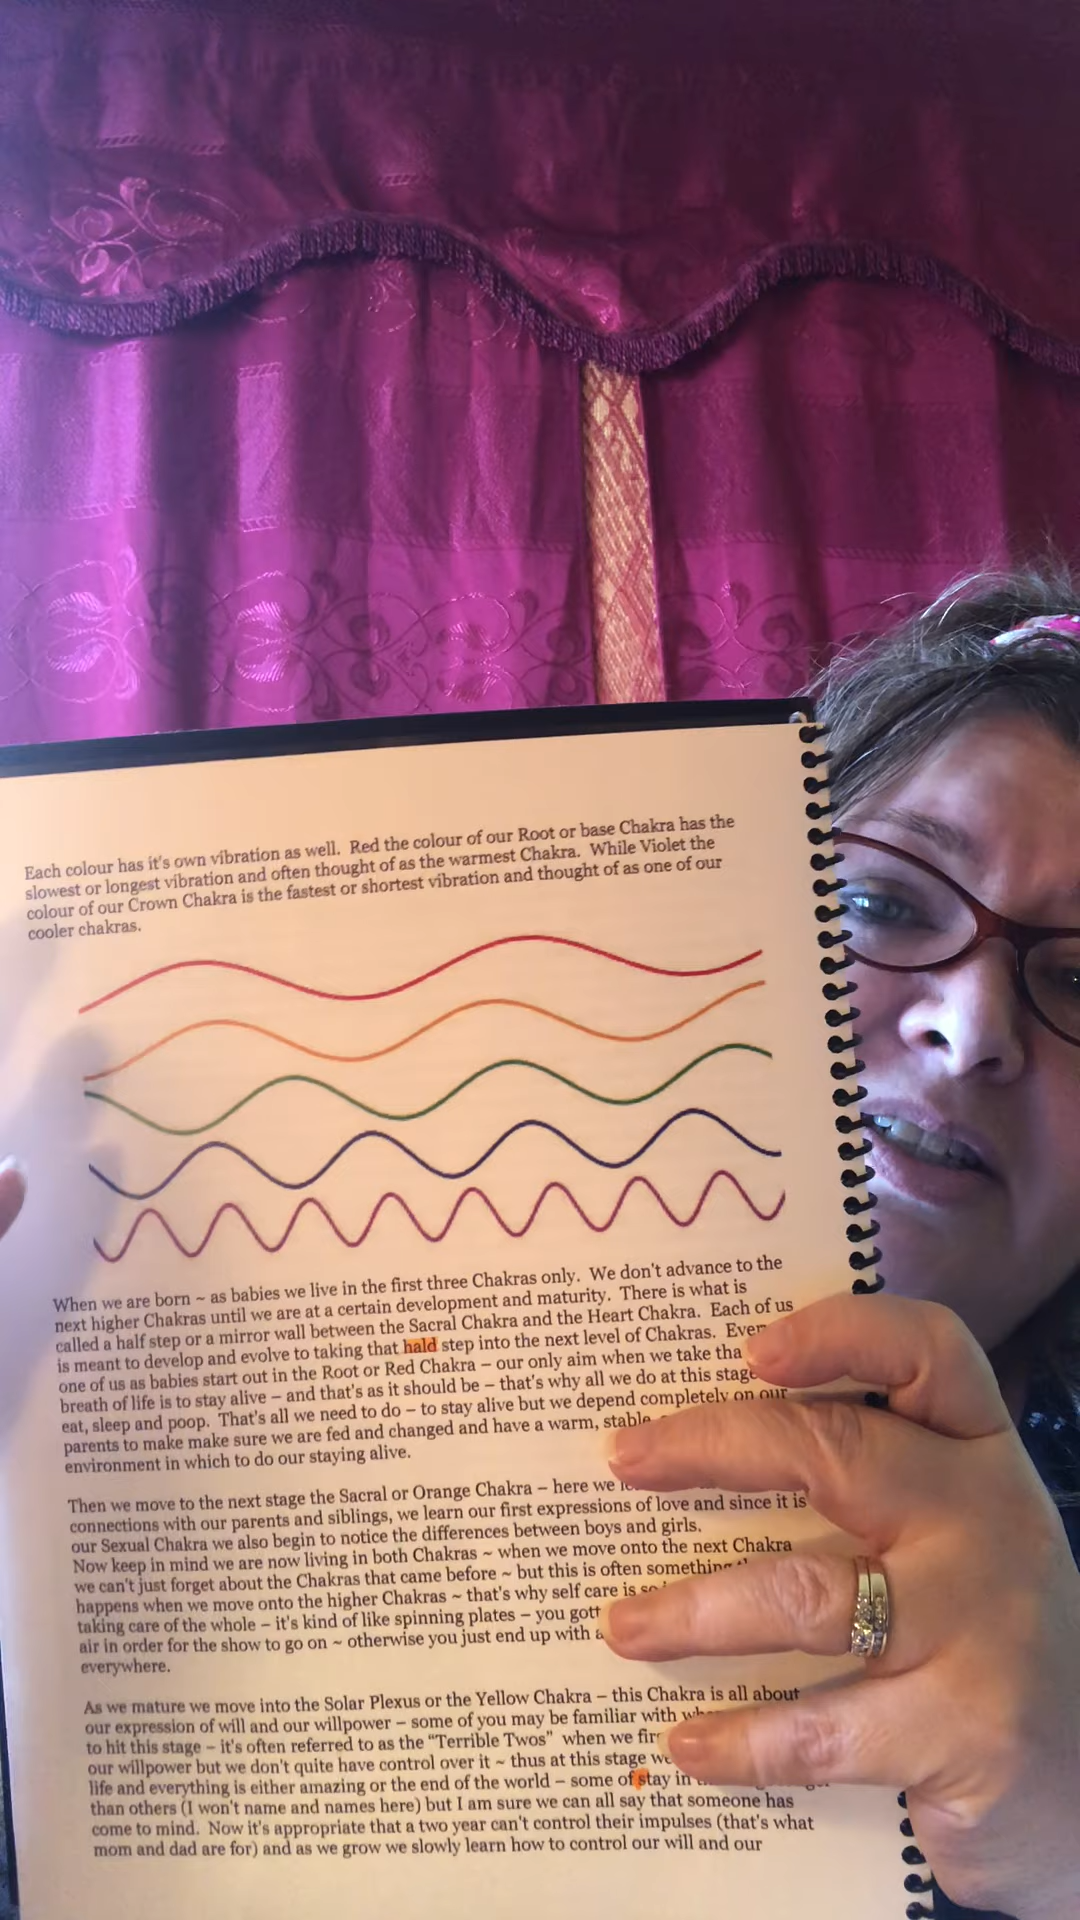 Each colour has it's own vibration as well. Red the colour of our Root or base Chakra has the
slowest or longest vibration and often thought of as the warmest Chakra. While Violet the
colour of our Crown Chakra is the fastest or shortest vibration and thought of as one of our
cooler chakras.
When we are born ~ as babies we live in the first three Chakras only. We don't advance to the
next higher Chakras until we are at a certain development and maturity. There is what is
called a half step or a mirror wall between the Sacral Chakra and the Heart Chakra. Each of us
is meant to develop and evolve to taking that hald step into the next level of Chakras.
one of us as babies start out in the Root or Red Chakra – our only aim when we take
breath of life is to stay alive – and that's as it should be – that's why all we do at this stage
eat, sleep and poop. That's all we need to do – to stay alive but we depend completely on our
parents to make make sure we are fed and changed and have a warm, stable
environment in which to do our staying alive.
Then we move to the next stage the Sacral or Orange Chakra – here we
connections with our parents and siblings, we learn our first expressions of love and since it is
our Sexual Chakra we also begin to notice the differences between boys and girls.
Now keep in mind we are now living in both Chakras ~ when we move onto the next Chakra
we can't just forget about the Chakras that came before ~ but this is often something
happens when we move onto the higher Chakras ~ that's why self care is
taking care of the whole – it's kind of like spinning plates – you
air in order for the show to go on ~ otherwise you just end up with
everywhere.
As we mature we move into the Solar Plexus or the Yellow Chakra – this Chakra is all about
our expression of will and our willpower – some of you may be familiar with
to hit this stage – it's often referred to as the "Terrible Twos" when we
our willpower but we don't quite have control over it ~ thus at this stage
life and everything is either amazing or the end of the world – some of stay in
than others (I won't name and names here) but I am sure we can all say that someone has
come to mind. Now it's appropriate that a two year can't control their impulses (that's what
mom and dad are for) and as we grow we slowly learn how to control our will and our